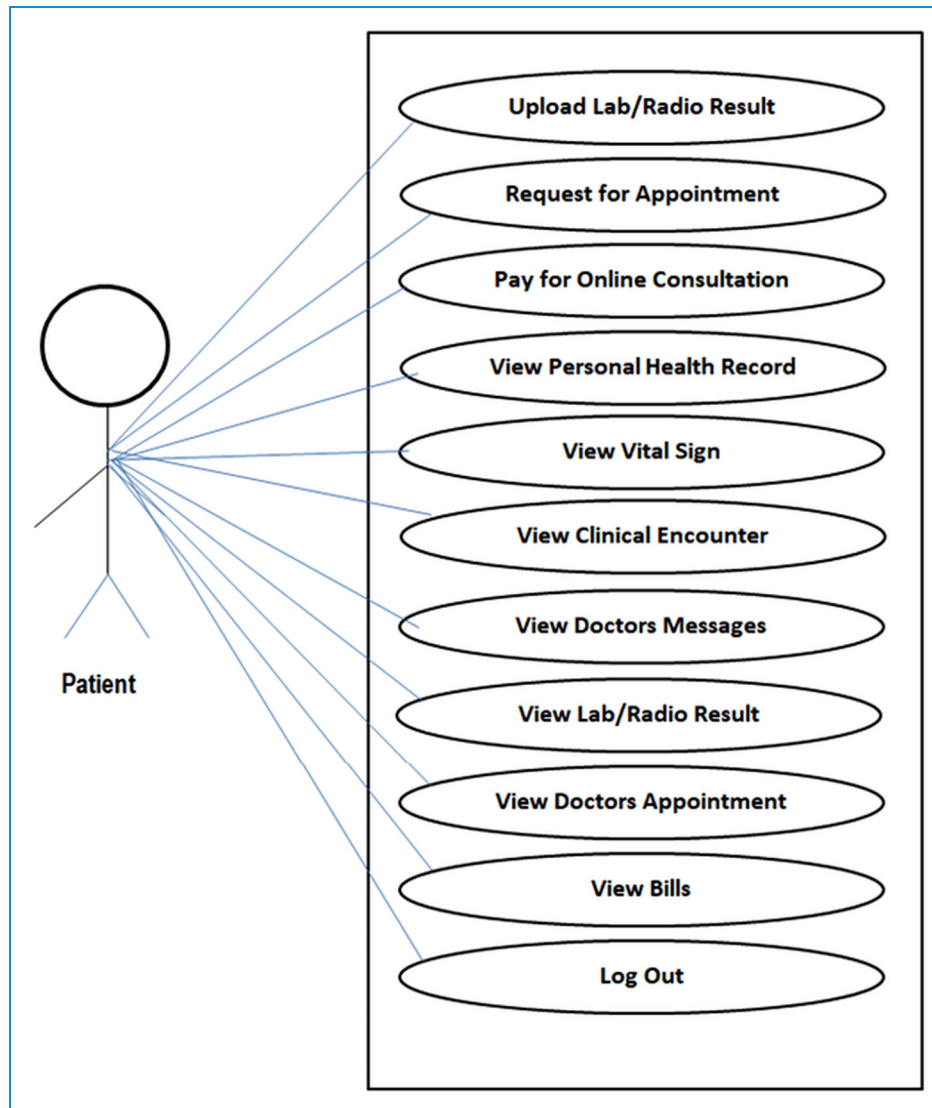 Upload Lab/Radio Result
Request for Appointment
Pay for Online Consultation
View Personal Health Record
View Vital Sign
View Clinical Encounter
View Doctors Messages
Patient
View Lab/Radio Result
View Doctors Appointment
View Bills
Log Out